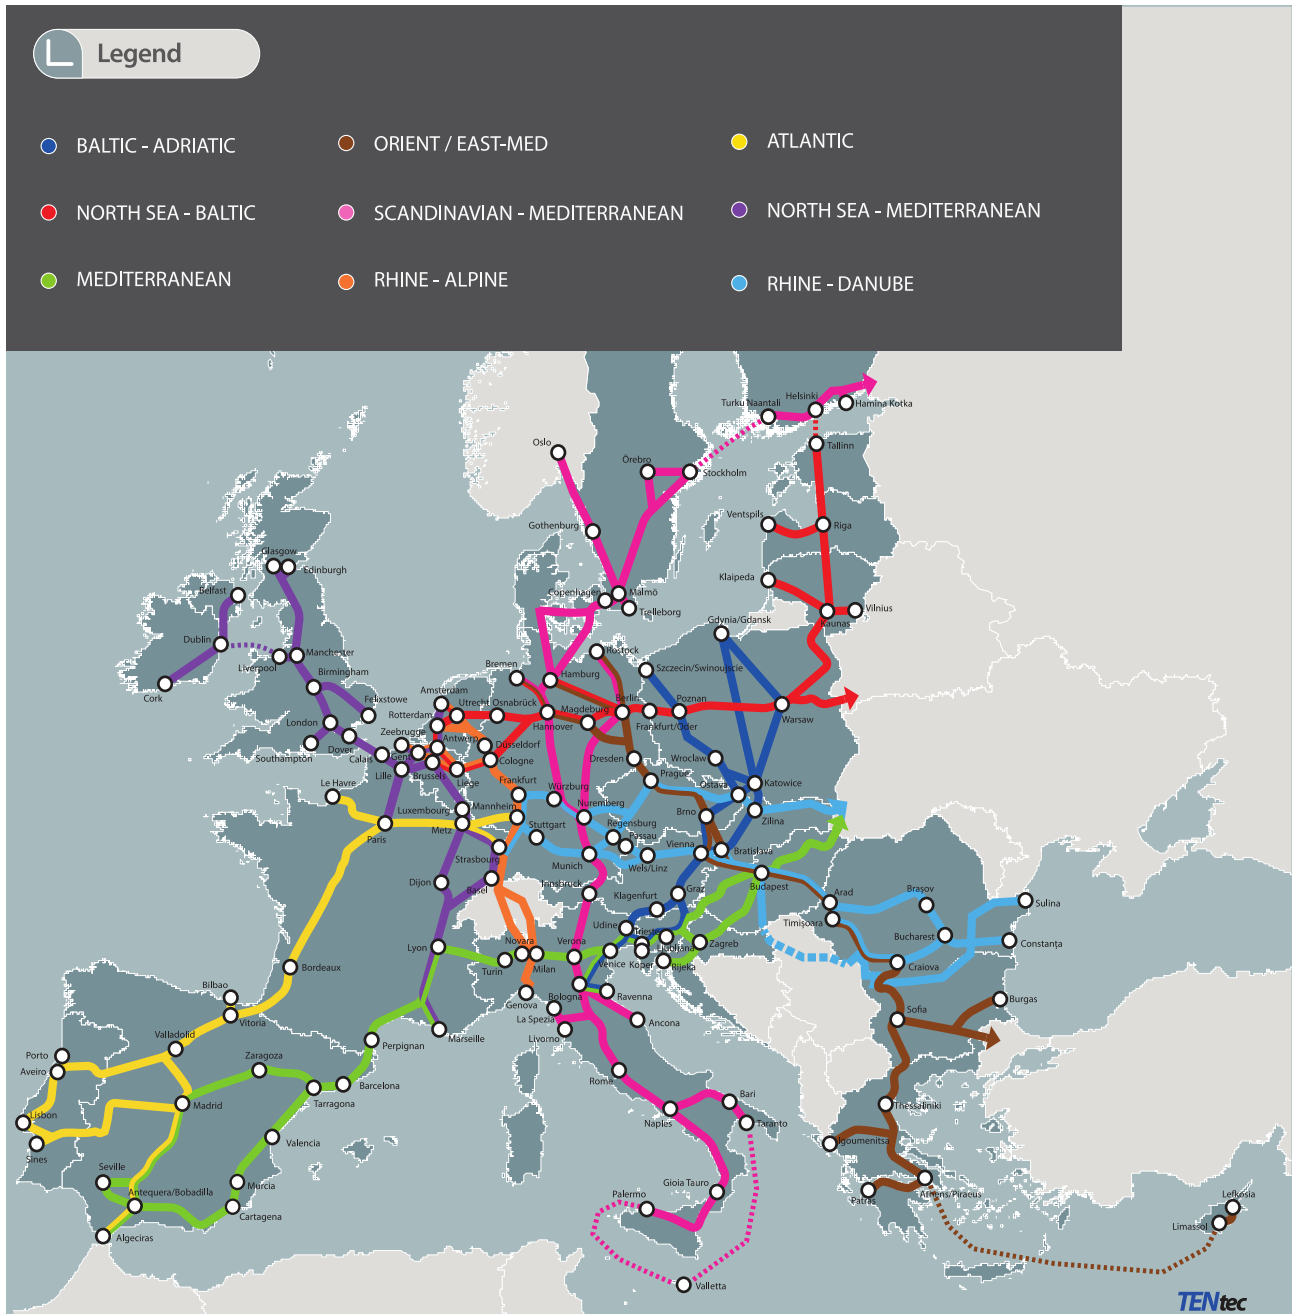 Legend
BALTIC - ADRIATIC
ORIENT / EAST-MED
ATLANTIC
NORTH SEA - BALTIC
SCANDINAVIAN - MEDITERRANEAN
NORTH SEA - MEDITERRANEAN
MEDITERRANEAN
RHINE - ALPINE
RHINE - DANUBE
Helsinki
Turku Naantali
Hamina Kotka
Oslo
Tallinn
Örebro
Stockholm
Ventspils
Riga
Gothenburg
Glasgow
Edinburgh
Klaipeda
Belfast
Copenhagen
Malmö
Trelleborg
Vilnius
Kaunas
Gdynia/Gdansk
Dublin
Manchester
Liverpool
Rostock
Bremen
Szczecin/Swinoujscie
Birmingham
Hamburg
Cork
Felixstowe
Amsterdam
Utrecht
Osnabrück
Magdeburg
Berlin
Poznan
Rotterdam
London
Hannover
Frankfurt/Oder
Warsaw
Zeebrugge
Antwerp
Düsseldorf
Dover
Southampton
Calais
Gent
Cologne
Dresden
Wroclaw
Lille
Brussels
Liege
Prague
Le Havre
Frankfurt
Würzburg
Ostava
Katowice
Luxembourg
Mannheim
Nuremberg
Brno
Zilina
Metz
Paris
Stuttgart
Regensburg
Passau
Vienna
Bratislava
Strasbourg
Munich
Wels/Linz
Dijon
Basel
Innsbruck
Graz
Budapest
Klagenfurt
Arad
Braşov
Sulina
Timişoara
Udine
Trieste
Bucharest
Lyon
Novara
Verona
Ljubljana
Zagreb
Constanţa
Turin
Milan
Venice
Koper
Rijeka
Craiova
Bordeaux
Bilbao
Genova
Bologna
Ravenna
Burgas
Vitoria
La Spezia
Ancona
Sofia
Valladolid
Perpignan
Marseille
Livorno
Porto
Zaragoza
Aveiro
Rome
Barcelona
Madrid
Tarragona
Bari
Thessaliniki
Lisbon
Naples
Taranto
Valencia
Igoumenitsa
Sines
Seville
Murcia
Gioia Tauro
Athens/Piraeus
Antequera/Bobadilla
Palermo
Patras
Lefkosia
Cartagena
Limassol
Algeciras
Valletta
TENtec